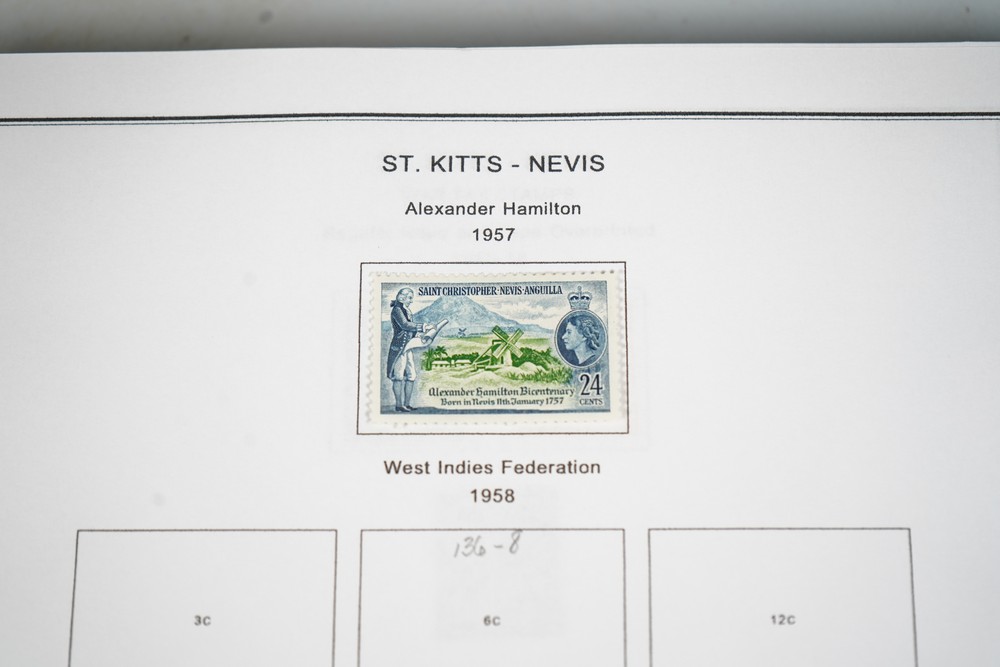 ST. KITTS - NEVIS
Alexander Hamilton
1957
SAINT CHRISTOPHER·NEVIS·ANGUILLA
Alexander Hamilton Bicentenary
Born in Nevis 11th January 1757
24
CENTS
West Indies Federation
1958
136-8
3C
6C
12C